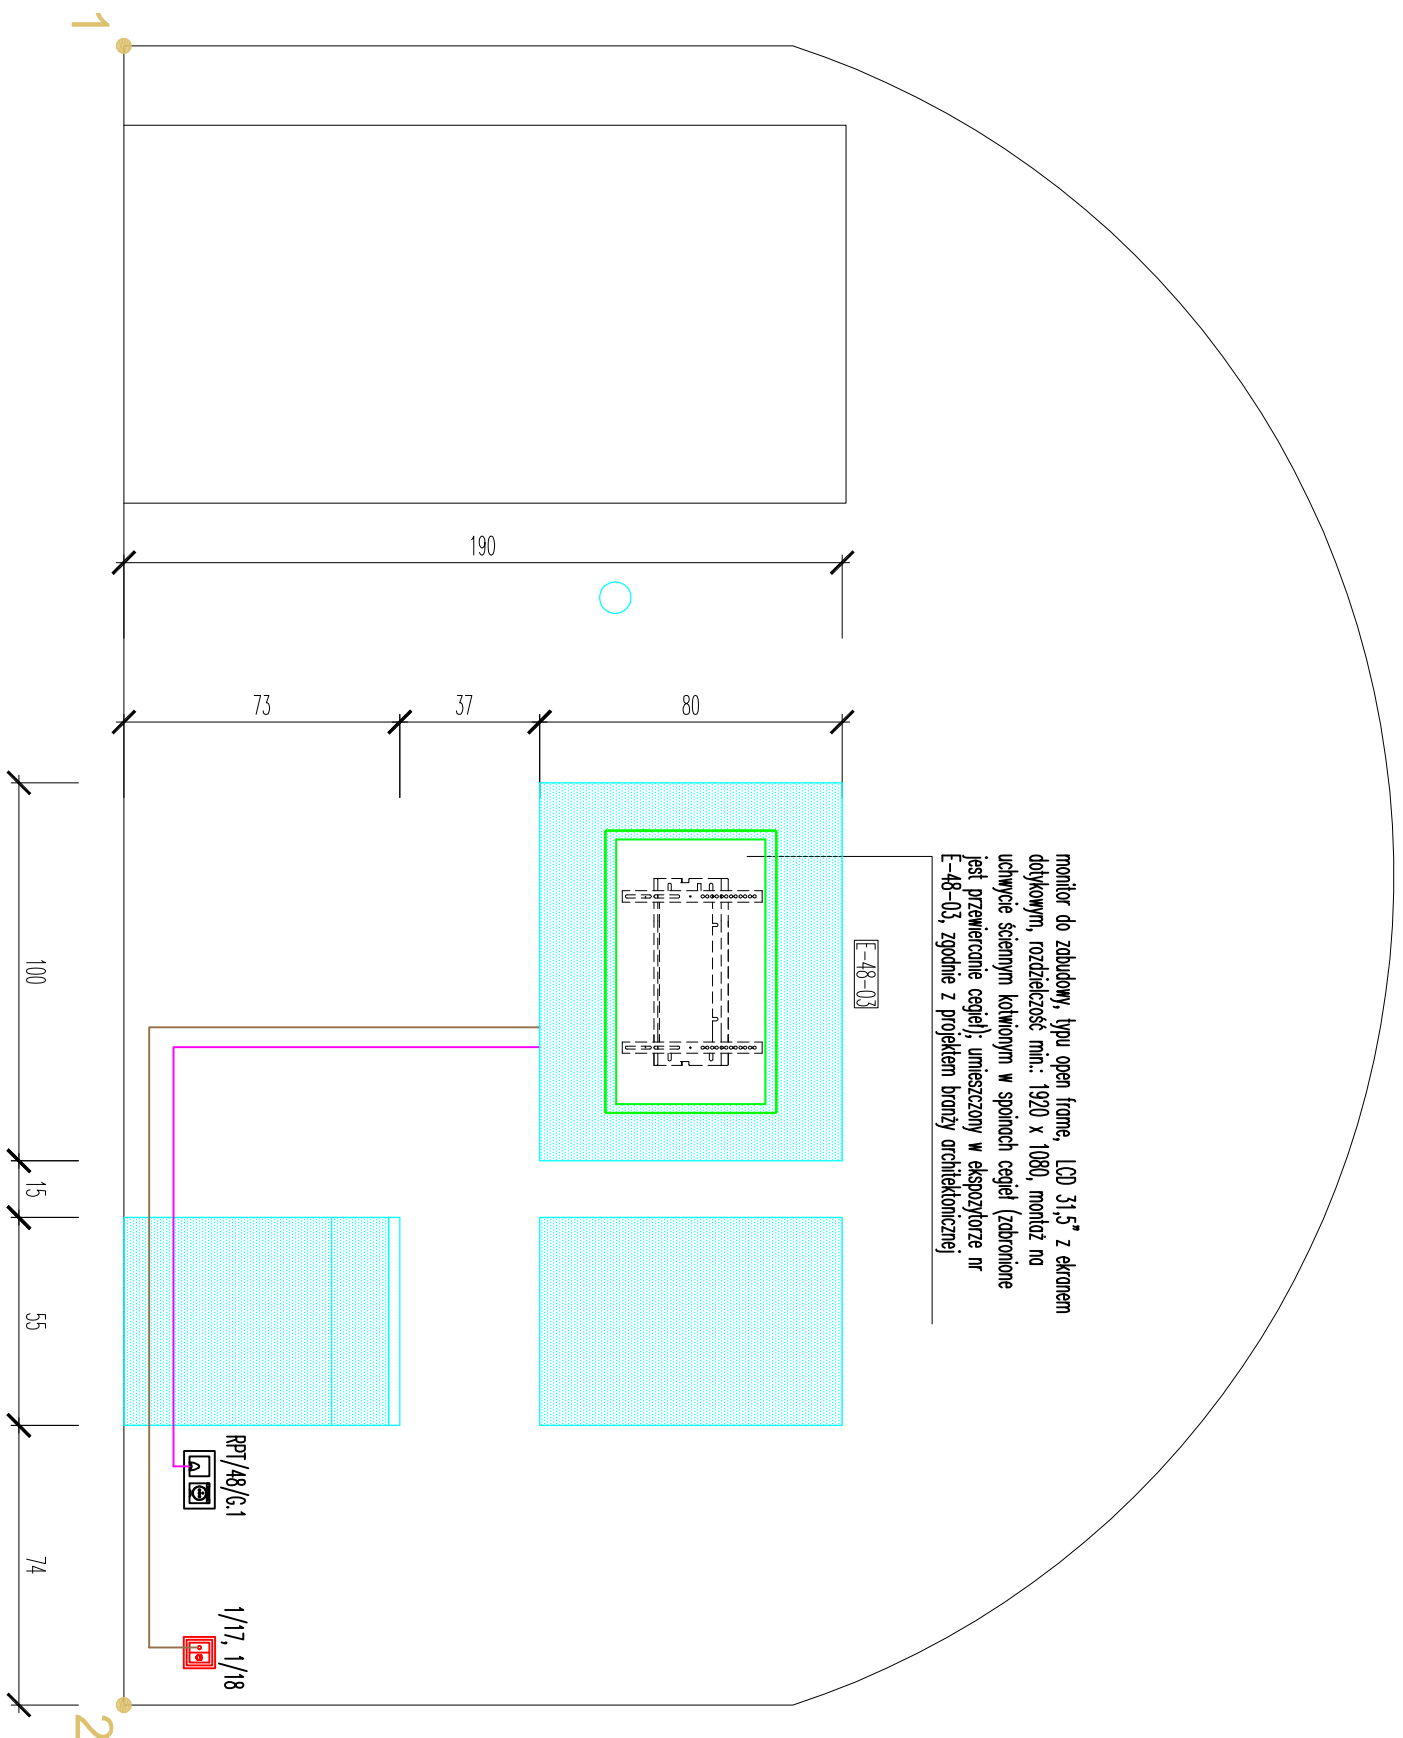 1
190
73
37
80
monitor do zabudowy, typu open frame, LCD 31,5" z ekranem
dotykowym, rozdzielczość min.: 1920 x 1080, montaż na
uchwycie ściennym kotwionym w spoinach cegieł (zabronione
jest przewiercanie cegieł); umieszczony w ekspozytorze nr
E-48-03, zgodnie z projektem branży architektonicznej
E-48-03
100
15
55
74
RPT/48/G.1
1/17, 1/18
2